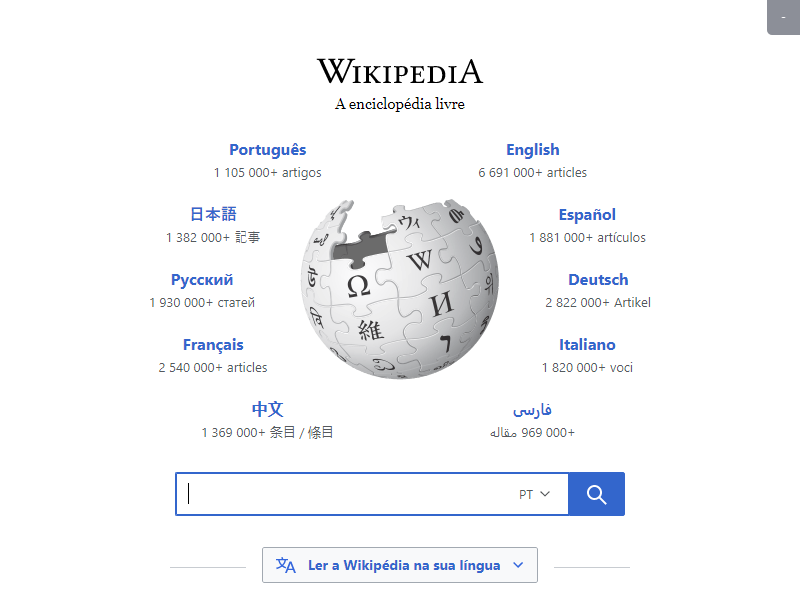 -
WIKIPEDIA
A enciclopédia livre
Português
1 105 000+ artigos
English
6 691 000+ articles
日本語
1 382 000+ 記事
Español
1 881 000+ artículos
Русский
1 930 000+ статей
Deutsch
2 822 000+ Artikel
Français
2 540 000+ articles
Italiano
1 820 000+ voci
中文
1 369 000+ 条目 / 條目
فارسی
969 000+ مقاله
ウィ
W
Ω
И
維
PT
Ler a Wikipédia na sua língua